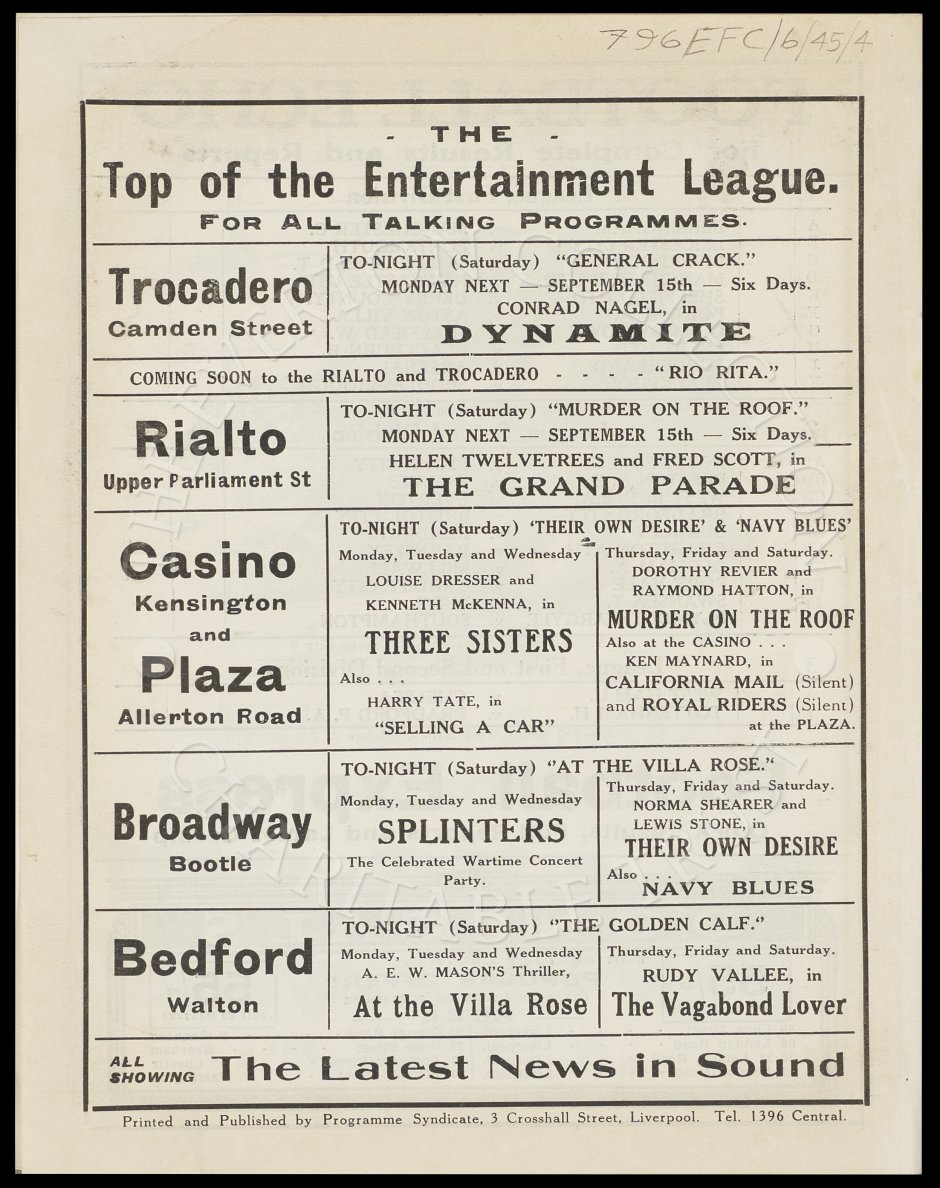 796EFC/6/45/4
- THE -
Top of the Entertainment League.
FOR ALL TALKING PROGRAMMES.
Trocadero
Camden Street
TO-NIGHT (Saturday) "GENERAL CRACK."
MONDAY NEXT — SEPTEMBER 15th — Six Days.
CONRAD NAGEL, in
DYNAMITE
COMING SOON to the RIALTO and TROCADERO - - - - "RIO RITA."
Rialto
Upper Parliament St
TO-NIGHT (Saturday) "MURDER ON THE ROOF."
MONDAY NEXT — SEPTEMBER 15th — Six Days.
HELEN TWELVETREES and FRED SCOTT, in
THE GRAND PARADE
Casino
Kensington
and
Plaza
Allerton Road
TO-NIGHT (Saturday) 'THEIR OWN DESIRE' & 'NAVY BLUES'
Monday, Tuesday and Wednesday
LOUISE DRESSER and
KENNETH McKENNA, in
THREE SISTERS
Also . . .
HARRY TATE, in
"SELLING A CAR"
Thursday, Friday and Saturday.
DOROTHY REVIER and
RAYMOND HATTON, in
MURDER ON THE ROOF
Also at the CASINO . . .
KEN MAYNARD, in
CALIFORNIA MAIL (Silent)
and ROYAL RIDERS (Silent)
at the PLAZA.
Broadway
Bootle
TO-NIGHT (Saturday) "AT THE VILLA ROSE."
Monday, Tuesday and Wednesday
SPLINTERS
The Celebrated Wartime Concert
Party.
Thursday, Friday and Saturday.
NORMA SHEARER and
LEWIS STONE, in
THEIR OWN DESIRE
Also . . .
NAVY BLUES
Bedford
Walton
TO-NIGHT (Saturday) "THE GOLDEN CALF."
Monday, Tuesday and Wednesday
A. E. W. MASON'S Thriller,
At the Villa Rose
Thursday, Friday and Saturday.
RUDY VALLEE, in
The Vagabond Lover
ALL
SHOWING
The Latest News in Sound
Printed and Published by Programme Syndicate, 3 Crosshall Street, Liverpool. Tel. 1396 Central.
THE EVERTON COLLECTION
CHARITABLE TRUST